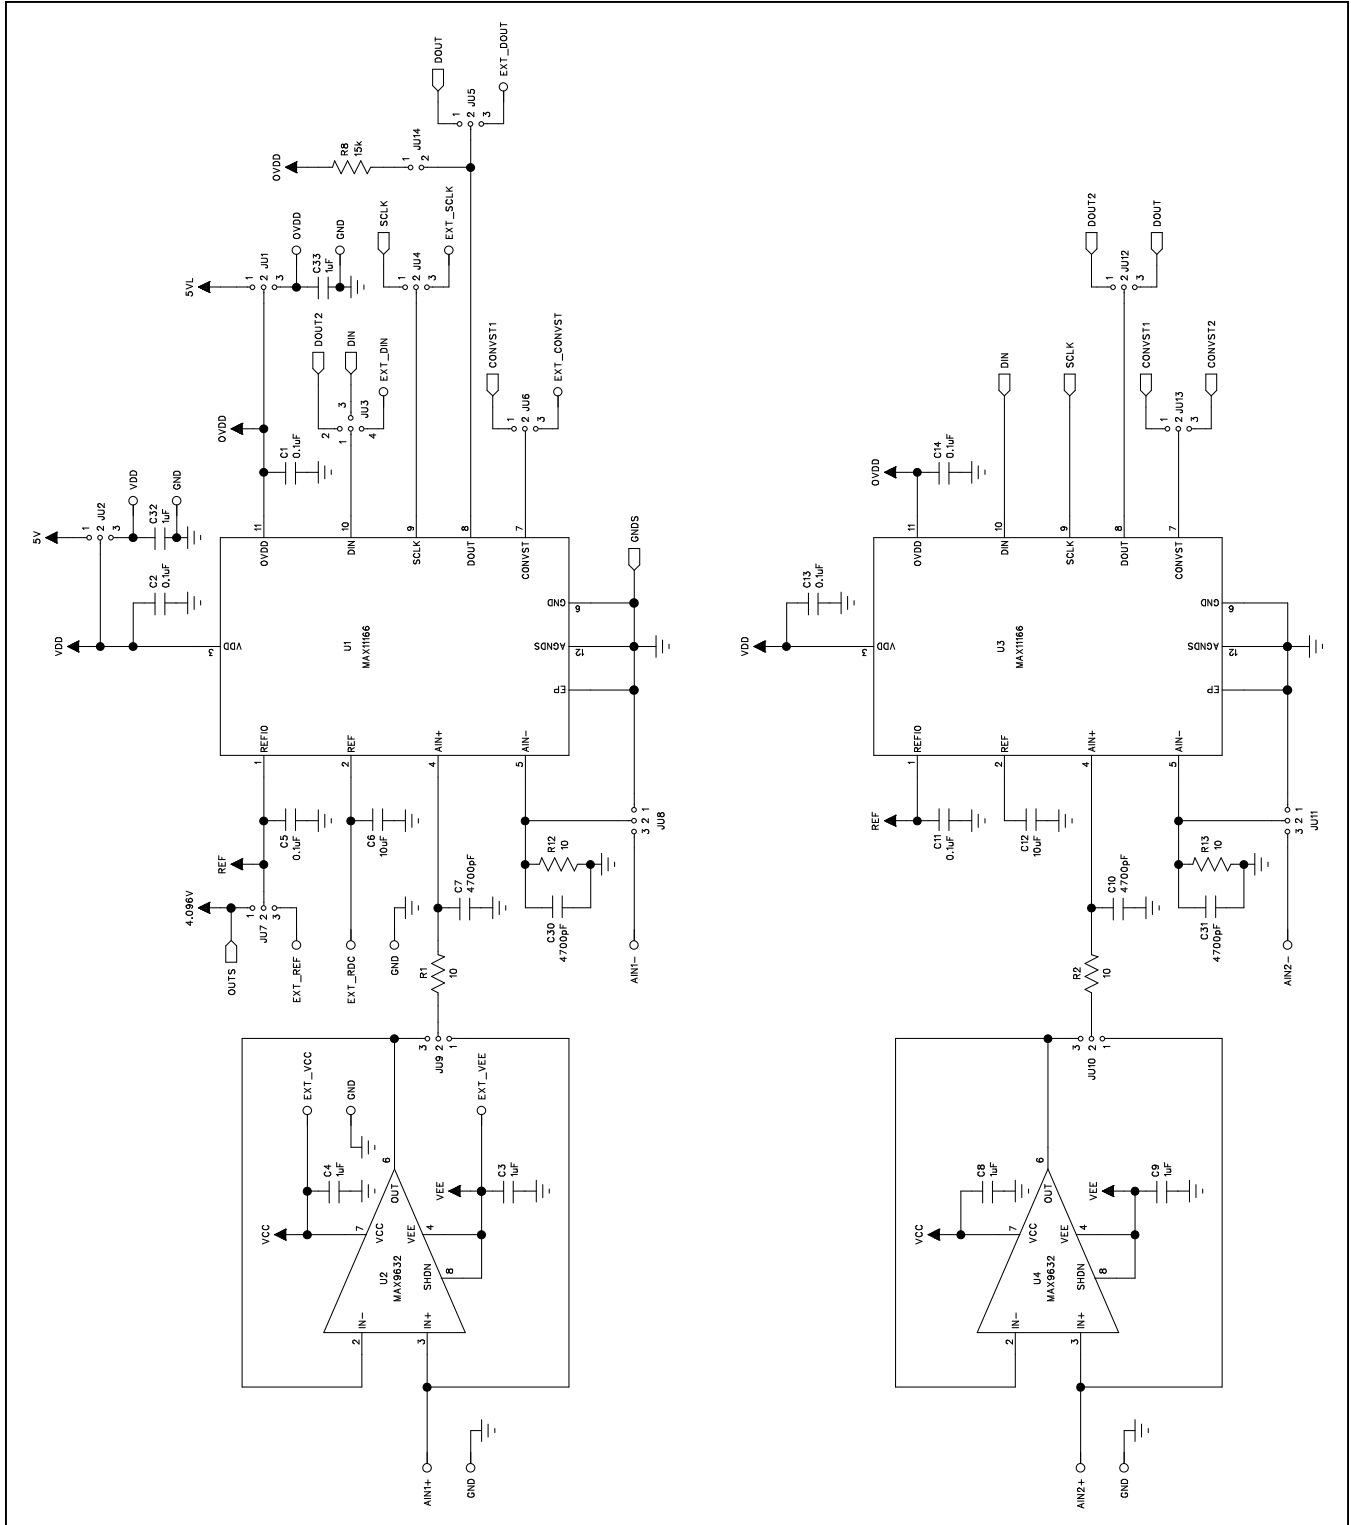 DOUT
EXT_DOUT
1
2
3
JU5
OVDD
R8
15k
1
2
JU14
SCLK
EXT_SCLK
1
2
3
JU4
5VL
1
2
3
JU1
OVDD
GND
C33
1uF
DOUT2
DIN
EXT_DIN
2
3
1
4
JU3
OVDD
C1
0.1uF
CONVST1
EXT_CONVST
1
2
3
JU6
5V
1
2
3
JU2
VDD
GND
C32
1uF
C2
0.1uF
VDD
3
VDD
11
OVDD
10
DIN
9
SCLK
8
DOUT
7
CONVST
U1
MAX11166
GND
6
AGNDS
12
EP
GNDS
REFIO
1
REF
2
AIN+
4
AIN-
5
REF
C5
0.1uF
4.096V
1
2
3
JU7
OUTS
EXT_REF
C6
10uF
EXT_RDC
GND
C7
4700pF
R1
10
R12
10
C30
4700pF
3
2
1
JU8
AIN1-
3
2
1
JU9
EXT_VCC
GND
EXT_VEE
VCC
C4
1uF
VEE
C3
1uF
6
OUT
7
VCC
4
VEE
8
SHDN
U2
MAX9632
IN-
2
IN+
3
AIN1+
GND
DOUT2
DOUT
1
2
3
JU12
DIN
SCLK
CONVST1
CONVST2
1
2
3
JU13
OVDD
C14
0.1uF
VDD
C13
0.1uF
3
VDD
11
OVDD
10
DIN
9
SCLK
8
DOUT
7
CONVST
U3
MAX11166
GND
6
AGNDS
12
EP
REFIO
1
REF
2
AIN+
4
AIN-
5
REF
C11
0.1uF
C12
10uF
C10
4700pF
R2
10
R13
10
C31
4700pF
3
2
1
JU11
AIN2-
3
2
1
JU10
VCC
C8
1uF
VEE
C9
1uF
6
OUT
7
VCC
4
VEE
8
SHDN
U4
MAX9632
IN-
2
IN+
3
AIN2+
GND